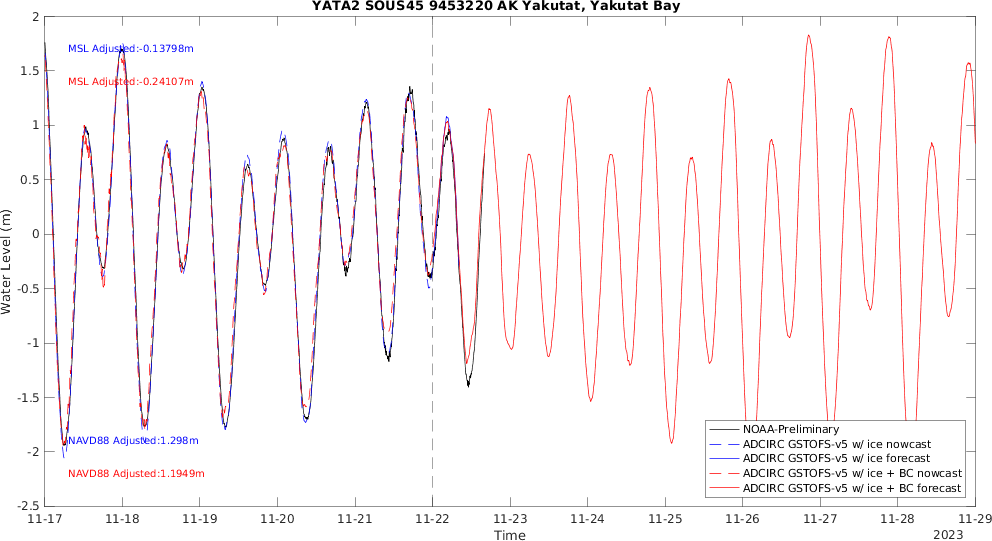 YATA2 SOUS45 9453220 AK Yakutat, Yakutat Bay
2
1.5
1
0.5
0
-0.5
-1
-1.5
-2
-2.5
Water Level (m)
MSL Adjusted:-0.13798m
MSL Adjusted:-0.24107m
NAVD88 Adjusted:1.298m
NAVD88 Adjusted:1.1949m
NOAA-Preliminary
ADCIRC GSTOFS-v5 w/ ice nowcast
ADCIRC GSTOFS-v5 w/ ice forecast
ADCIRC GSTOFS-v5 w/ ice + BC nowcast
ADCIRC GSTOFS-v5 w/ ice + BC forecast
11-17 11-18 11-19 11-20 11-21 11-22 11-23 11-24 11-25 11-26 11-27 11-28 11-29
Time
2023